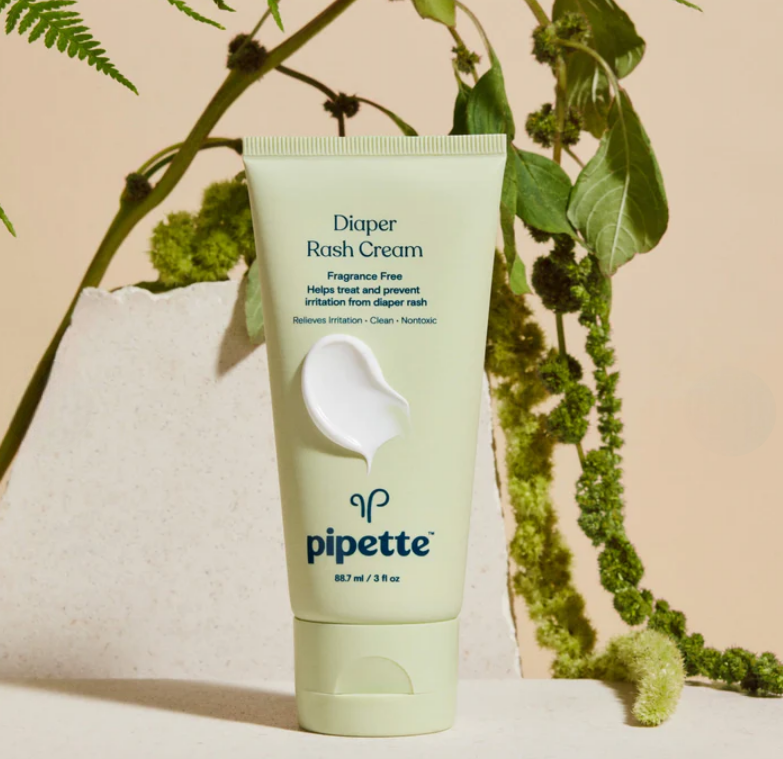 Diaper
Rash Cream
Fragrance Free
Helps treat and prevent
irritation from diaper rash
Relieves Irritation • Clean • Nontoxic
pipette™
88.7 ml / 3 fl oz